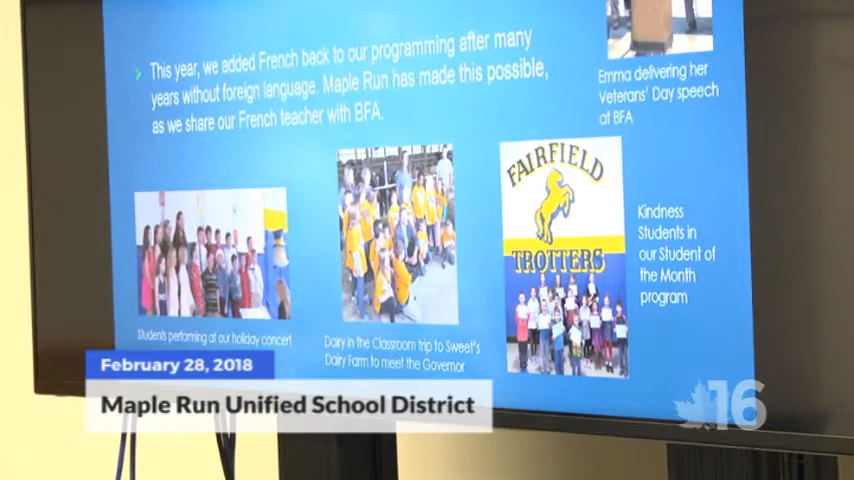 This year, we added French back to our programming after many
years without foreign language. Maple Run has made this possible,
as we share our French teacher with BFA.
Emma delivering her
Veterans' Day speech
at BFA
FAIRFIELD
TROTTERS
Kindness
Students in
our Student of
the Month
program
Students performing at our holiday concert
Dairy in the Classroom trip to Sweet's
Dairy Farm to meet the Governor
February 28, 2018
Maple Run Unified School District
16